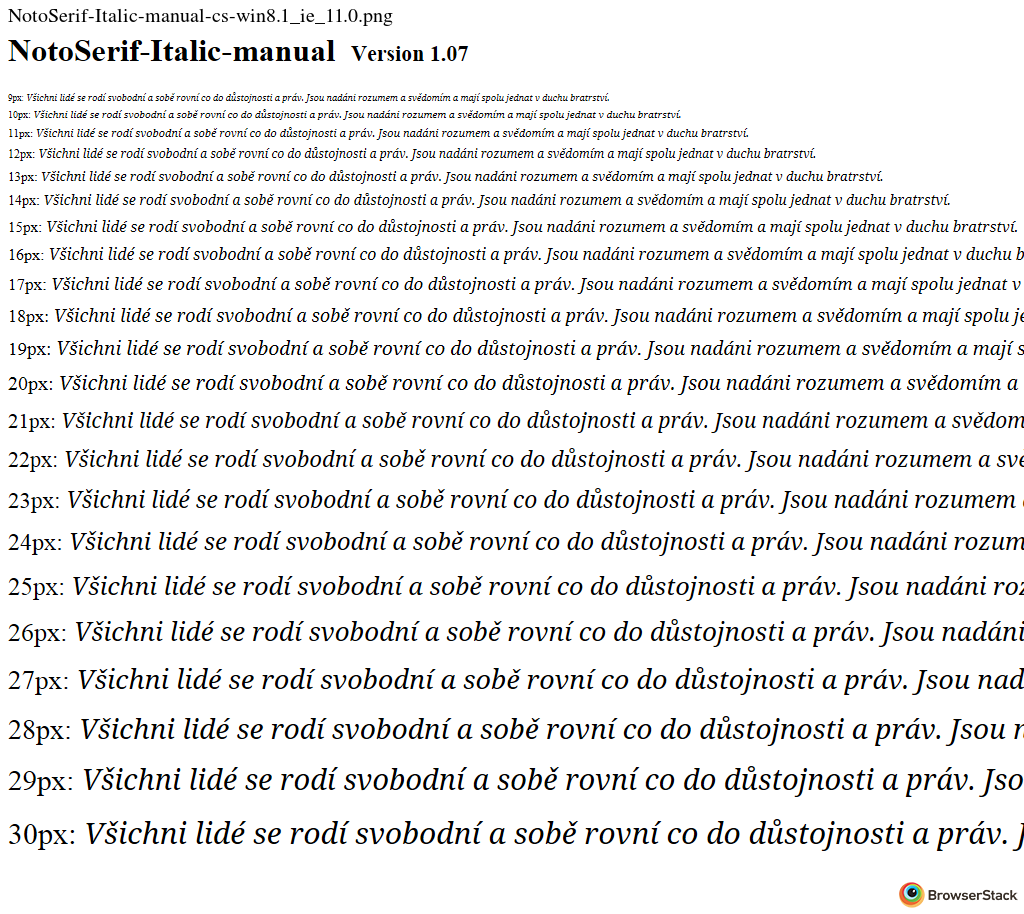 NotoSerif-Italic-manual-cs-win8.1_ie_11.0.png
NotoSerif-Italic-manual Version 1.07
9px: Všichni lidé se rodí svobodní a sobě rovní co do důstojnosti a práv. Jsou nadáni rozumem a svědomím a mají spolu jednat v duchu bratrství.
10px: Všichni lidé se rodí svobodní a sobě rovní co do důstojnosti a práv. Jsou nadáni rozumem a svědomím a mají spolu jednat v duchu bratrství.
11px: Všichni lidé se rodí svobodní a sobě rovní co do důstojnosti a práv. Jsou nadáni rozumem a svědomím a mají spolu jednat v duchu bratrství.
12px: Všichni lidé se rodí svobodní a sobě rovní co do důstojnosti a práv. Jsou nadáni rozumem a svědomím a mají spolu jednat v duchu bratrství.
13px: Všichni lidé se rodí svobodní a sobě rovní co do důstojnosti a práv. Jsou nadáni rozumem a svědomím a mají spolu jednat v duchu bratrství.
14px: Všichni lidé se rodí svobodní a sobě rovní co do důstojnosti a práv. Jsou nadáni rozumem a svědomím a mají spolu jednat v duchu bratrství.
15px: Všichni lidé se rodí svobodní a sobě rovní co do důstojnosti a práv. Jsou nadáni rozumem a svědomím a mají spolu jednat v duchu bratrství.
16px: Všichni lidé se rodí svobodní a sobě rovní co do důstojnosti a práv. Jsou nadáni rozumem a svědomím a mají spolu jednat v duchu b
17px: Všichni lidé se rodí svobodní a sobě rovní co do důstojnosti a práv. Jsou nadáni rozumem a svědomím a mají spolu jednat v
18px: Všichni lidé se rodí svobodní a sobě rovní co do důstojnosti a práv. Jsou nadáni rozumem a svědomím a mají spolu je
19px: Všichni lidé se rodí svobodní a sobě rovní co do důstojnosti a práv. Jsou nadáni rozumem a svědomím a mají s
20px: Všichni lidé se rodí svobodní a sobě rovní co do důstojnosti a práv. Jsou nadáni rozumem a svědomím a
21px: Všichni lidé se rodí svobodní a sobě rovní co do důstojnosti a práv. Jsou nadáni rozumem a svědom
22px: Všichni lidé se rodí svobodní a sobě rovní co do důstojnosti a práv. Jsou nadáni rozumem a svě
23px: Všichni lidé se rodí svobodní a sobě rovní co do důstojnosti a práv. Jsou nadáni rozumem
24px: Všichni lidé se rodí svobodní a sobě rovní co do důstojnosti a práv. Jsou nadáni rozum
25px: Všichni lidé se rodí svobodní a sobě rovní co do důstojnosti a práv. Jsou nadáni roz
26px: Všichni lidé se rodí svobodní a sobě rovní co do důstojnosti a práv. Jsou nadáni
27px: Všichni lidé se rodí svobodní a sobě rovní co do důstojnosti a práv. Jsou nad
28px: Všichni lidé se rodí svobodní a sobě rovní co do důstojnosti a práv. Jsou n
29px: Všichni lidé se rodí svobodní a sobě rovní co do důstojnosti a práv. Jso
30px: Všichni lidé se rodí svobodní a sobě rovní co do důstojnosti a práv. J
BrowserStack